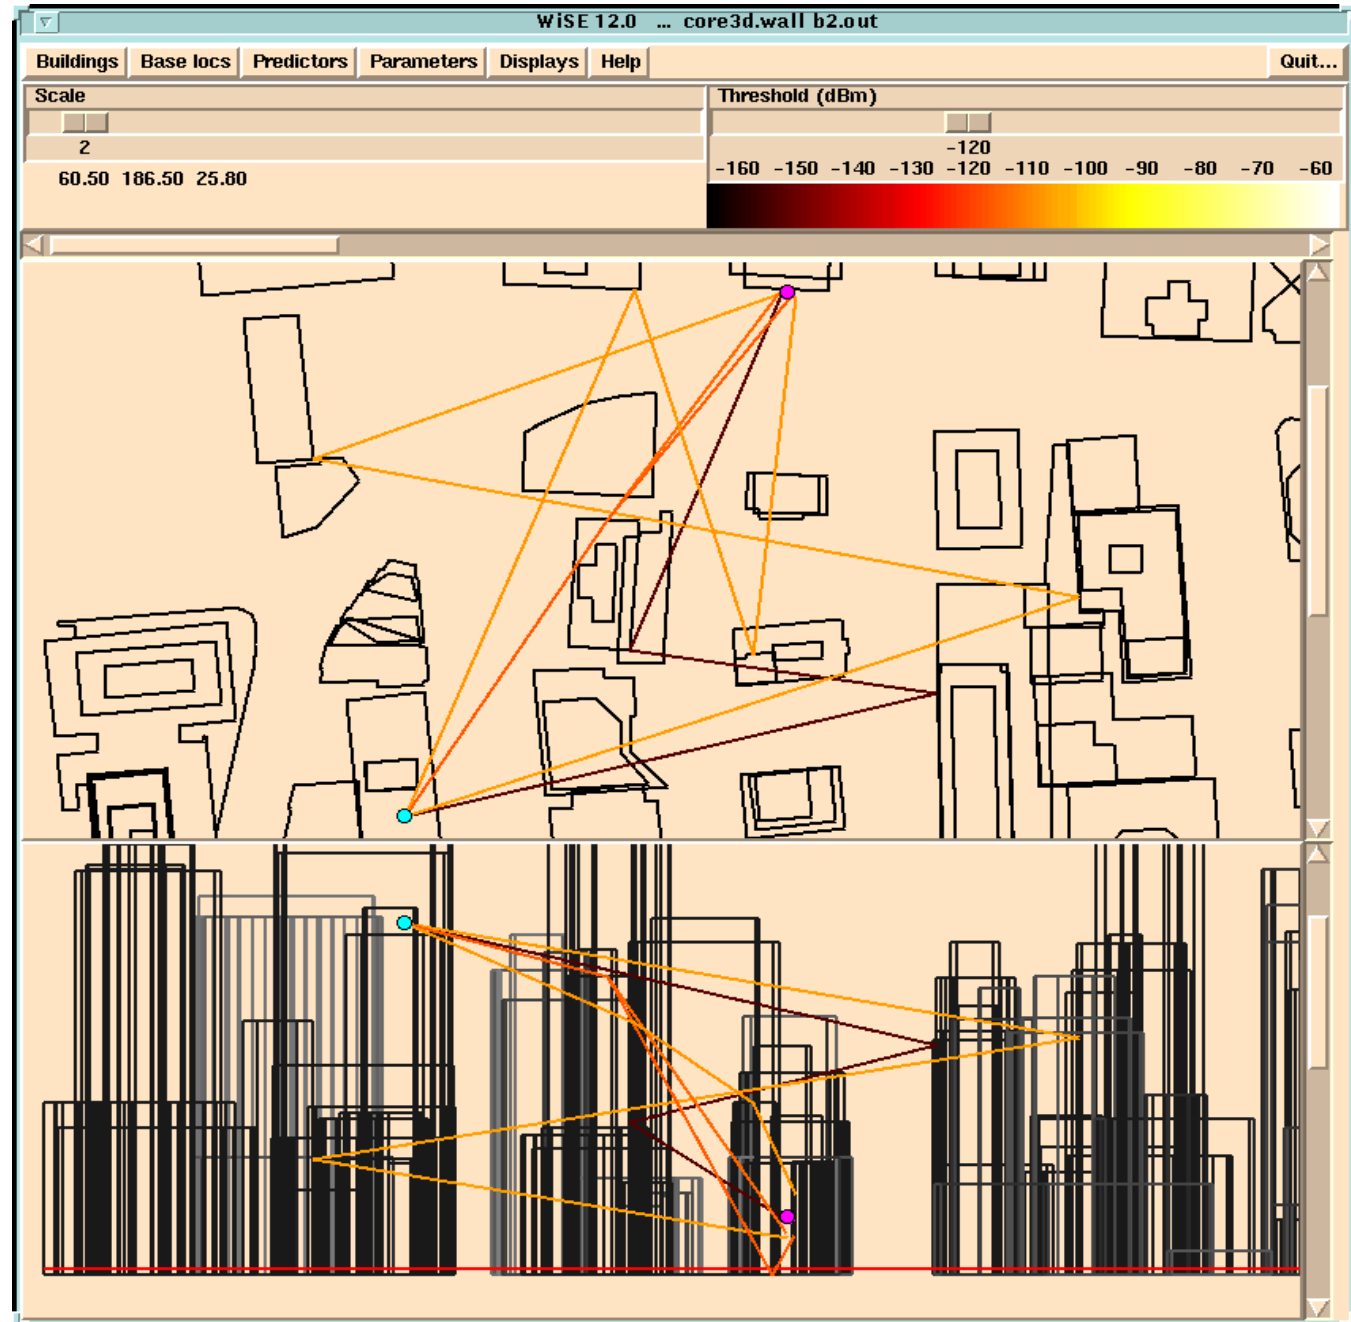 WiSE 12.0 ... core3d.wall b2.out
Buildings Base locs Predictors Parameters Displays Help Quit...
Scale
2
60.50 186.50 25.80
Threshold (dBm)
-120
-160 -150 -140 -130 -120 -110 -100 -90 -80 -70 -60